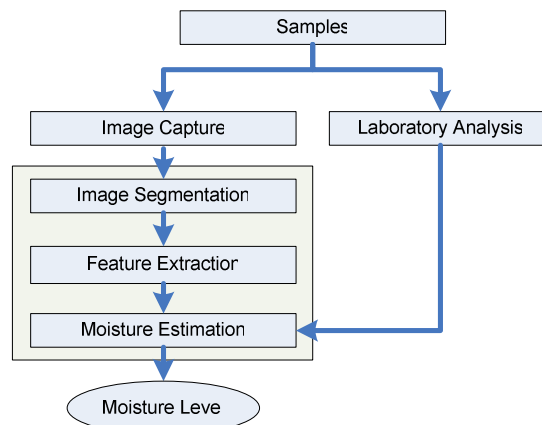 Samples
Image Capture
Laboratory Analysis
Image Segmentation
Feature Extraction
Moisture Estimation
Moisture Leve